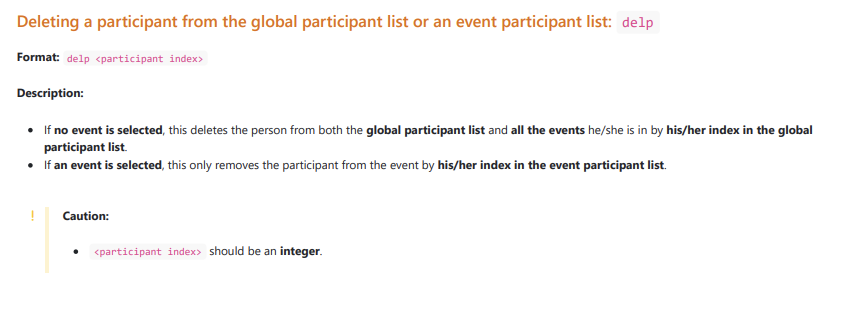 Deleting a participant from the global participant list or an event participant list: delp
Format: delp <participant index>
Description:
• If no event is selected, this deletes the person from both the global participant list and all the events he/she is in by his/her index in the global
participant list.
• If an event is selected, this only removes the participant from the event by his/her index in the event participant list.
! Caution:
• <participant index> should be an integer.